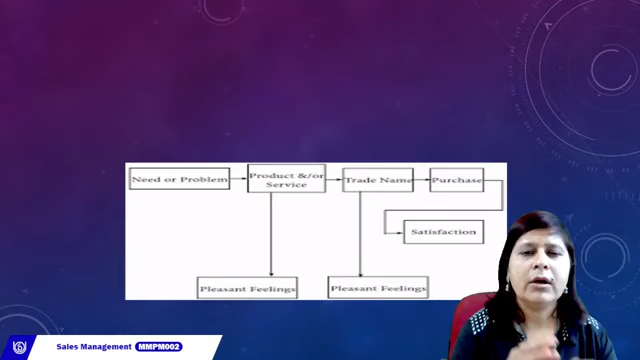 Need or Problem
Product &/or
Service
Trade Name
Purchase
Satisfaction
Pleasant Feelings
Pleasant Feelings
Sales Management MMPM002